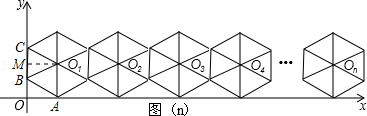 y
C
M
B
O₁ O₂ O₃ O₄ ··· Oₙ
O A x
图 (n)